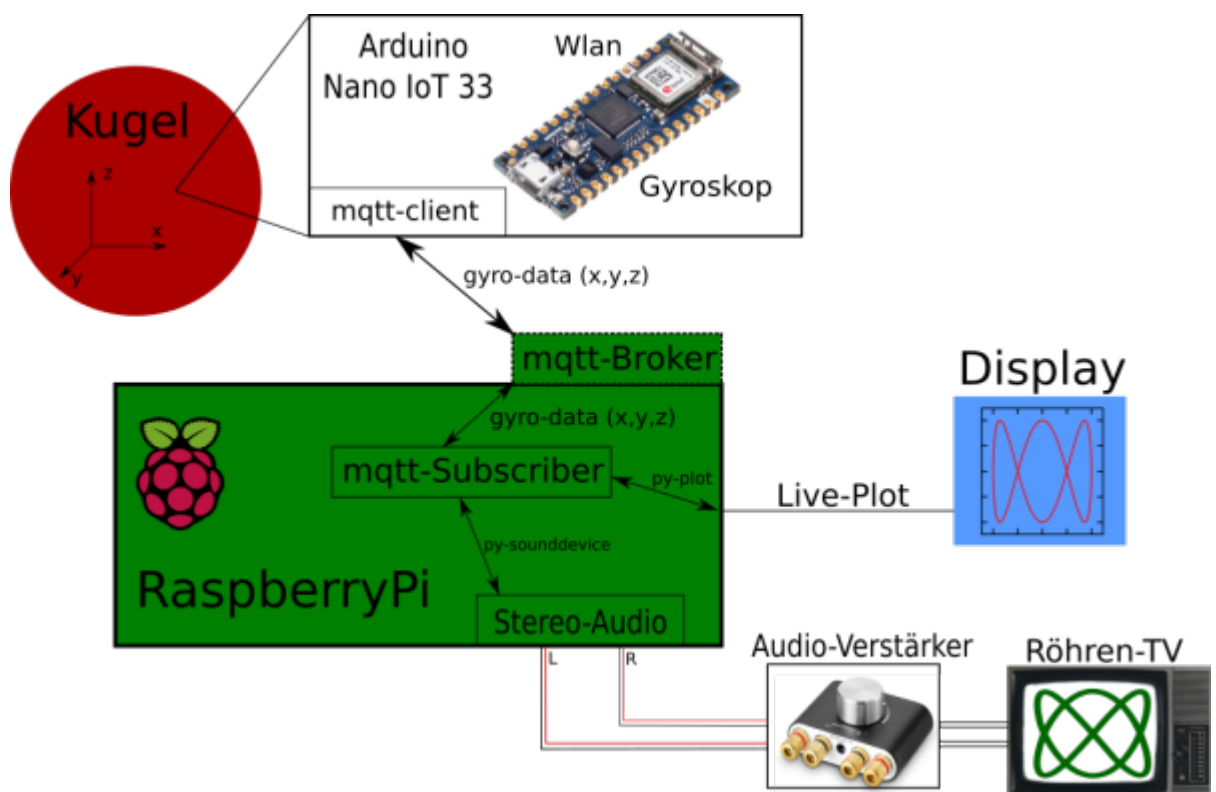 Arduino
Nano IoT 33
Wlan
Gyroskop
mqtt-client
Kugel
z
x
y
gyro-data (x,y,z)
mqtt-Broker
gyro-data (x,y,z)
mqtt-Subscriber
py-plot
py-sounddevice
RaspberryPi
Stereo-Audio
L
R
Live-Plot
Display
Audio-Verstärker
Röhren-TV